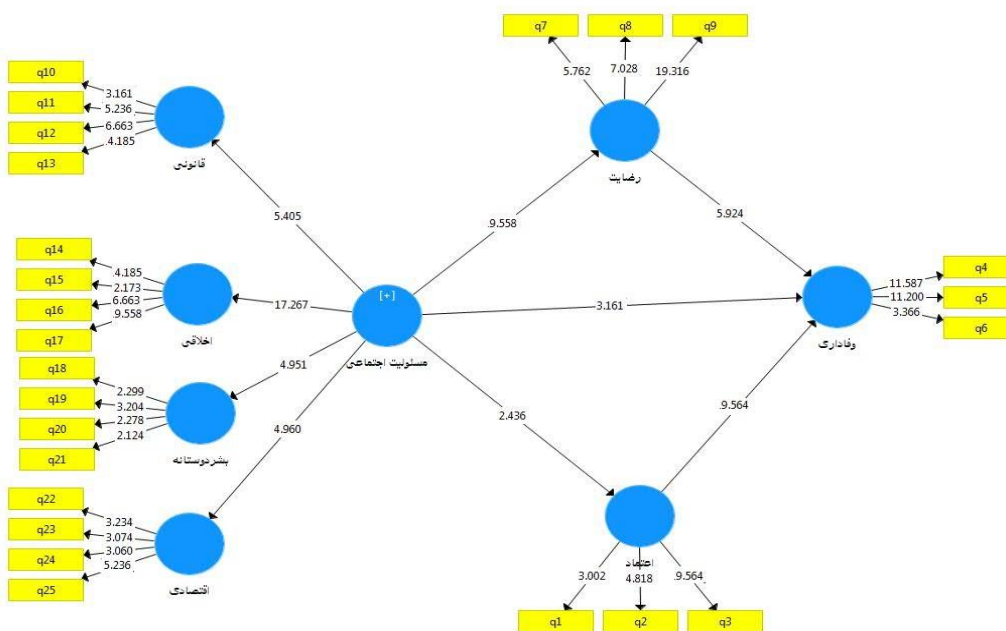 q7
q8
q9
5.762
7.028
19.316
رضایت
q10
q11
q12
q13
3.161
5.236
6.663
4.185
قانونی
5.405
9.558
5.924
q14
q15
q16
q17
4.185
2.173
6.663
9.558
اخلاقی
17.267
[+]
مسئولیت اجتماعی
3.161
q4
q5
q6
11.587
11.200
3.366
وفاداری
q18
q19
q20
q21
2.299
3.204
2.278
2.124
بشردوستانه
4.951
4.960
2.436
9.564
q22
q23
q24
q25
3.234
3.074
3.060
5.236
اقتصادی
اعتماد
3.002
4.818
9.564
q1
q2
q3